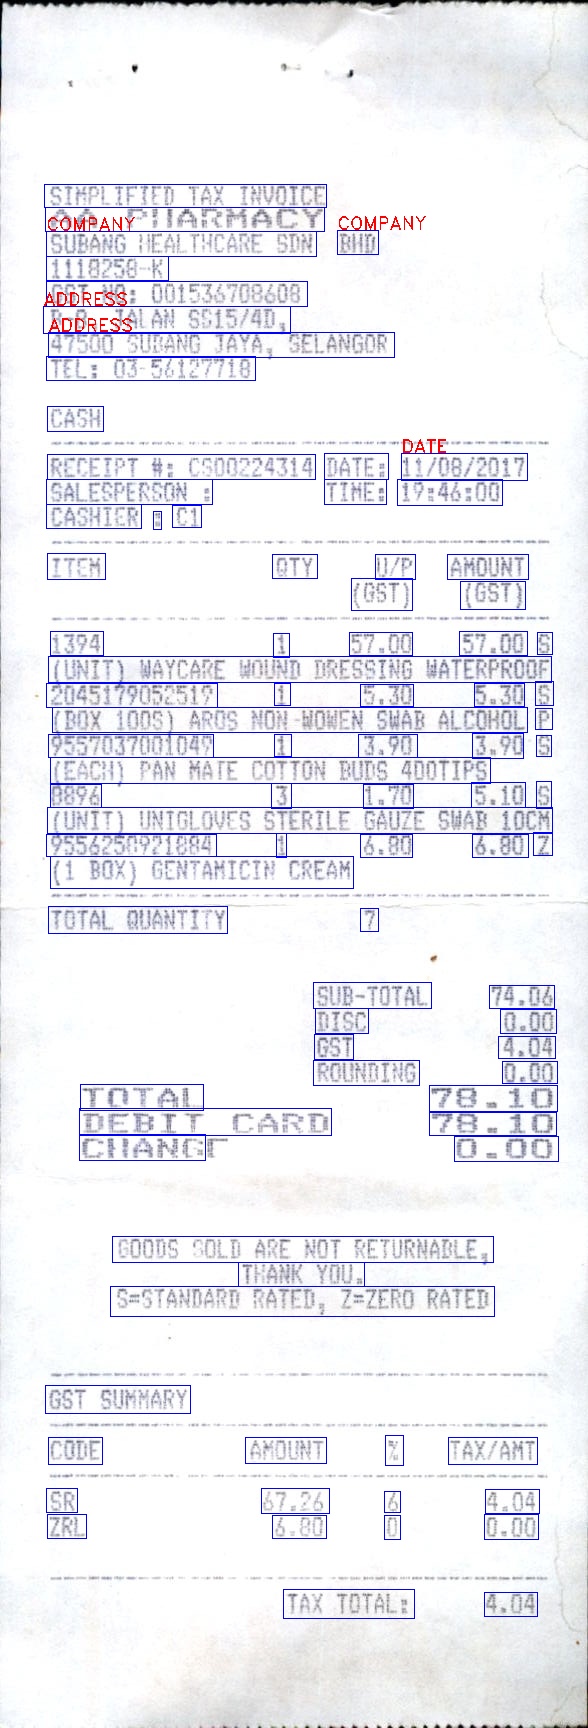 SIMPLIFIED TAX INVOICE
AA PHARMACY
COMPANY COMPANY
SUBANG HEALTHCARE SDN BHD
1118258-K
GST NO: 001536708608
ADDRESS
JALAN SS15/4D,
ADDRESS
47500 SUBANG JAYA, SELANGOR
TEL: 03-56127718
CASH
DATE
RECEIPT #: CS00224314 DATE: 11/08/2017
SALESPERSON : TIME: 19:46:00
CASHIER : C1
ITEM QTY U/P AMOUNT
(GST) (GST)
1394 1 57.00 57.00 S
(UNIT) WAYCARE WOUND DRESSING WATERPROOF
2045179052519 1 5.30 5.30 S
(BOX 100S) AROS NON-WOWEN SWAB ALCOHOL P
9557037001049 1 3.90 3.90 S
(EACH) PAN MATE COTTON BUDS 400TIPS
8896 3 1.70 5.10 S
(UNIT) UNIGLOVES STERILE GAUZE SWAB 10CM
9556250921884 1 6.80 6.80 Z
(1 BOX) GENTAMICIN CREAM
TOTAL QUANTITY 7
SUB-TOTAL 74.06
DISC 0.00
GST 4.04
ROUNDING 0.00
TOTAL 78.10
DEBIT CARD 78.10
CHANGE 0.00
GOODS SOLD ARE NOT RETURNABLE,
THANK YOU.
S=STANDARD RATED, Z=ZERO RATED
GST SUMMARY
CODE AMOUNT % TAX/AMT
SR 67.26 6 4.04
ZRL 6.80 0 0.00
TAX TOTAL: 4.04